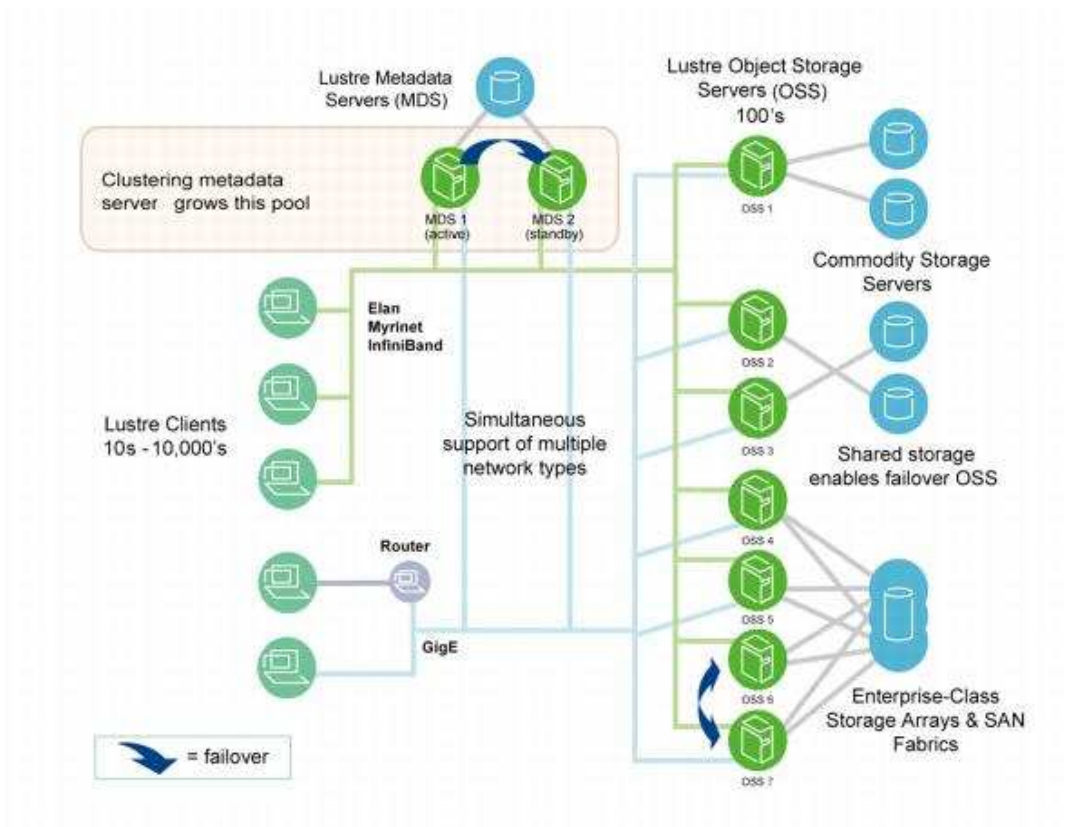 Lustre Metadata
Servers (MDS)
Lustre Object Storage
Servers (OSS)
100's
Clustering metadata
server grows this pool
MDS 1
(active)
MDS 2
(standby)
OSS 1
Commodity Storage
Servers
Elan
Myrinet
InfiniBand
OSS 2
Lustre Clients
10s - 10,000's
Simultaneous
support of multiple
network types
OSS 3
Shared storage
enables failover OSS
OSS 4
Router
OSS 5
GigE
OSS 6
Enterprise-Class
Storage Arrays & SAN
Fabrics
= failover
OSS 7